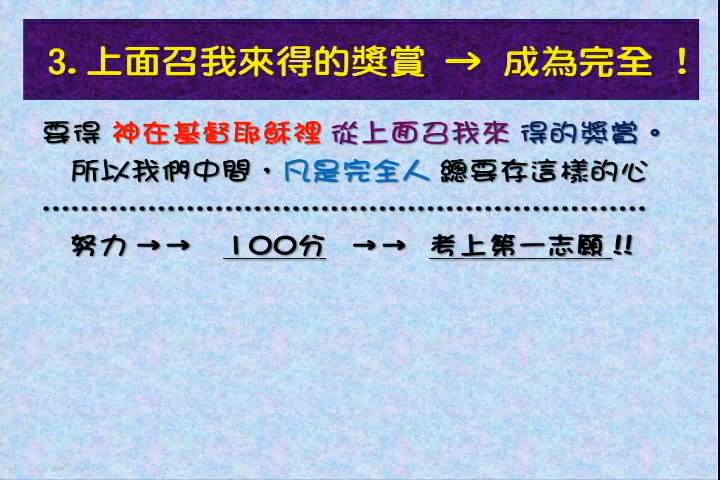 3. 上面召我來得的獎賞 → 成為完全 !
要得 神在基督耶穌裡 從上面召我來 得的獎賞。
所以我們中間，凡是完全人 總要存這樣的心
………………………………………………………
努力 →→ 100分 →→ 考上第一志願 !!